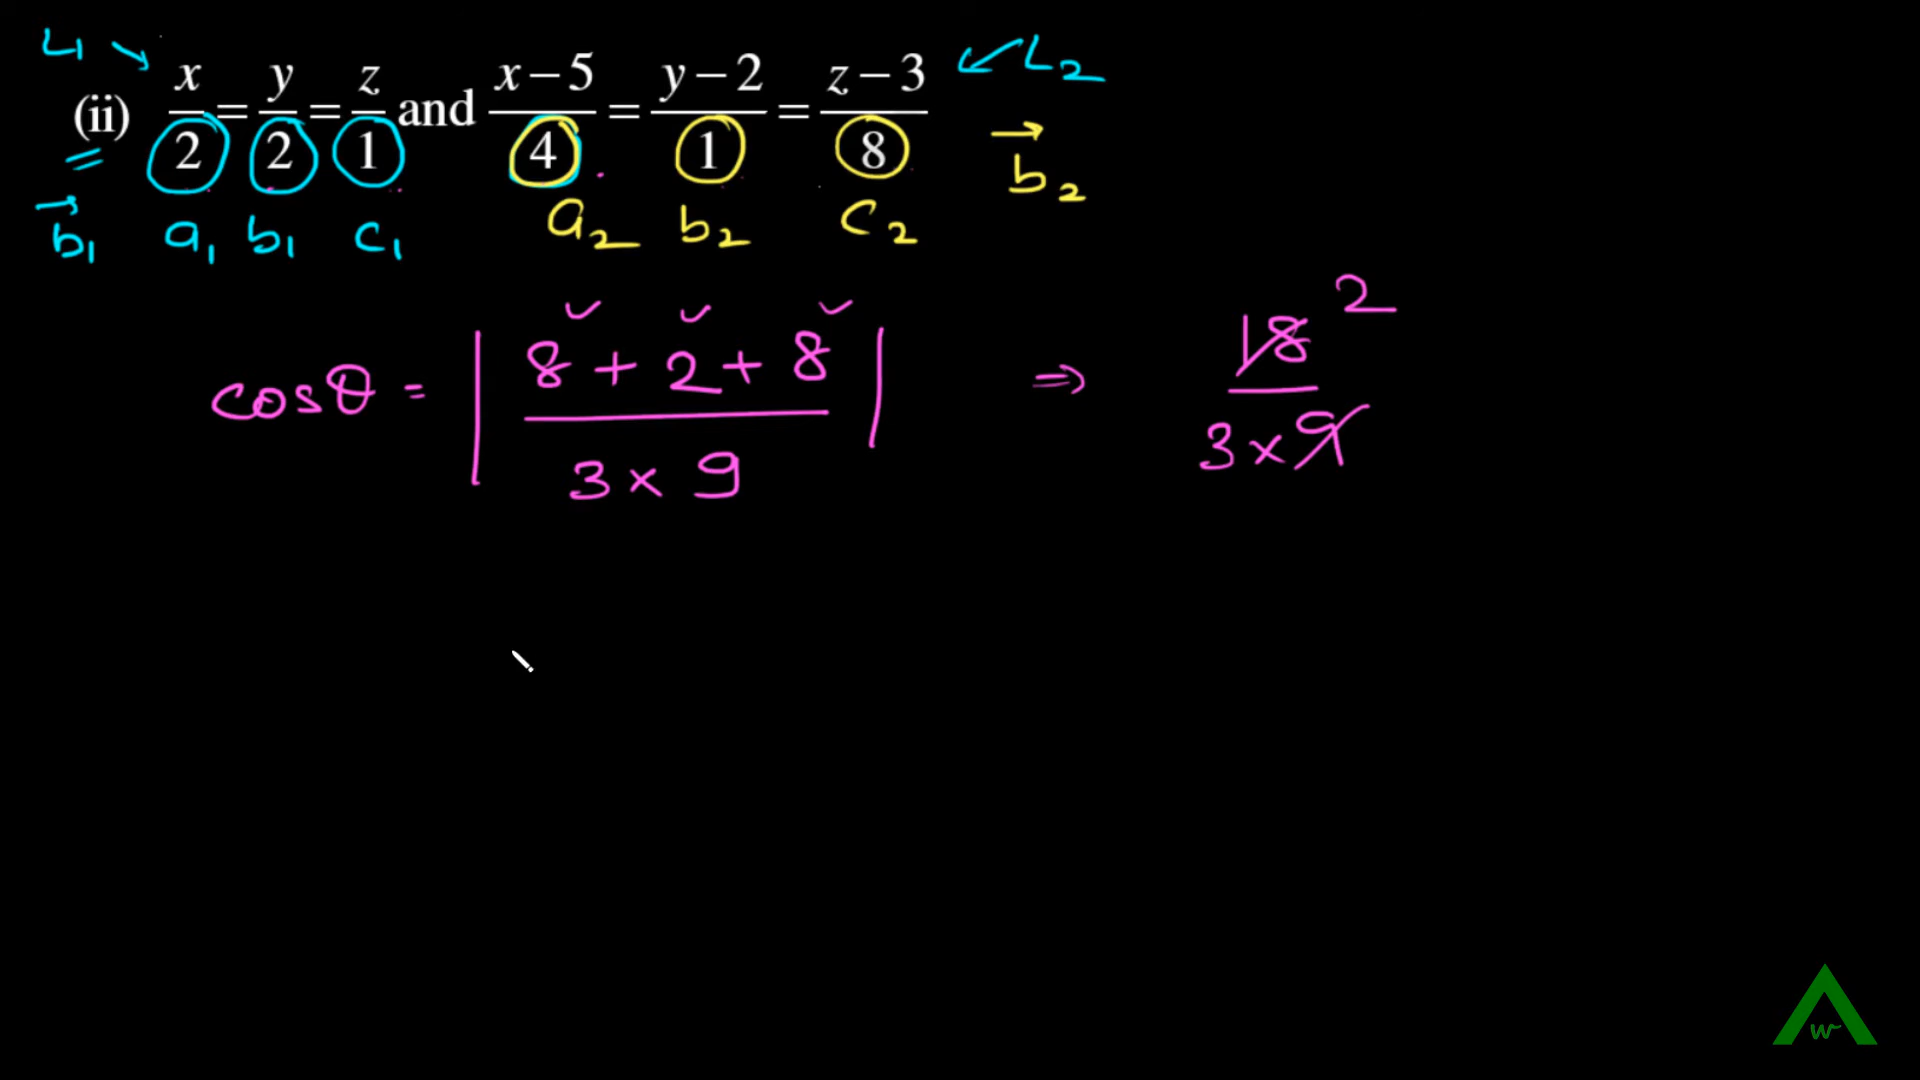 L1 ↘ (ii) x/2 = y/2 = z/1 and x−5/4 = y−2/1 = z−3/8 ↙ L2
b⃗1 a1 b1 c1 a2 b2 c2 b⃗2
cosθ = | 8 + 2 + 8 / 3 × 9 | ⇒ 18 2 / 3 × 9
w